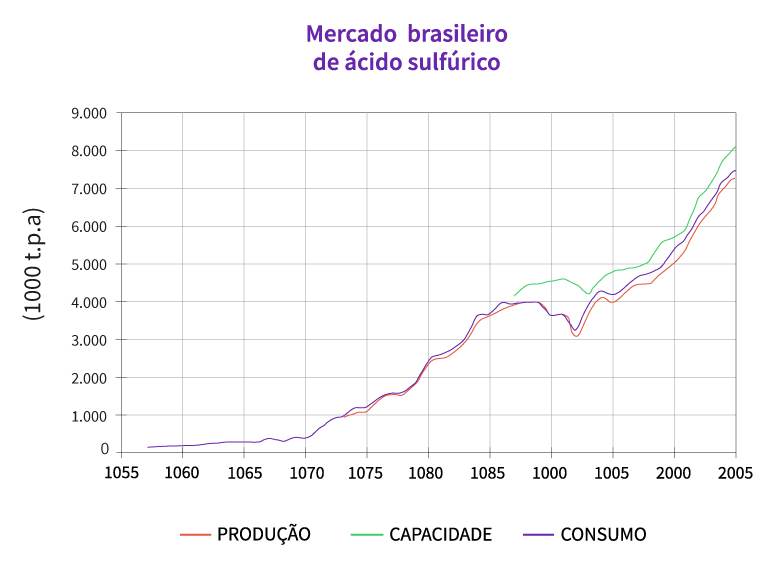 Mercado brasileiro
de ácido sulfúrico
(1000 t.p.a)
9.000
8.000
7.000
6.000
5.000
4.000
3.000
2.000
1.000
0
1055 1060 1065 1070 1075 1080 1085 1000 1005 2000 2005
PRODUÇÃO CAPACIDADE CONSUMO